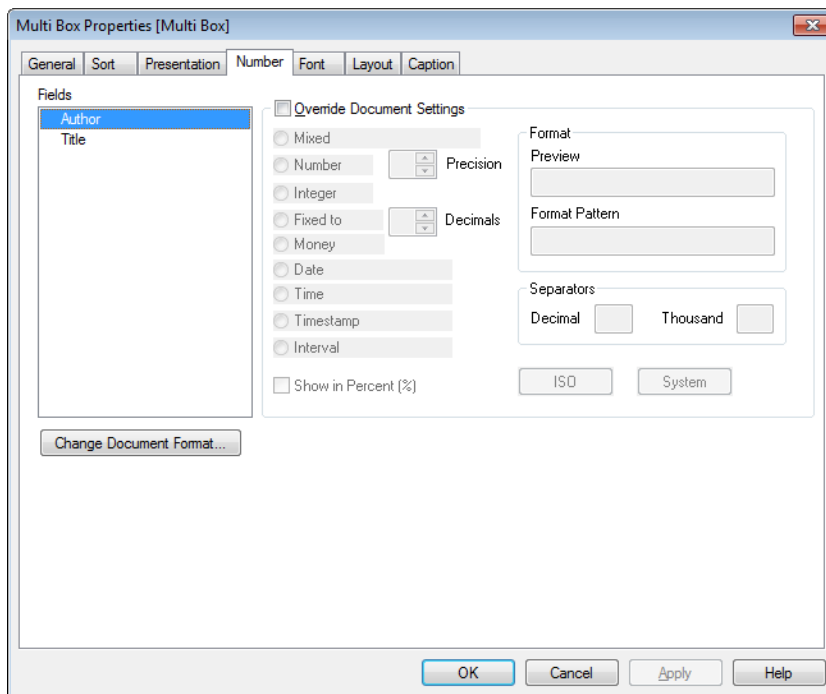 Multi Box Properties [Multi Box]
General Sort Presentation Number Font Layout Caption
Fields
Author
Title
Override Document Settings
Mixed
Number Precision
Integer
Fixed to Decimals
Money
Date
Time
Timestamp
Interval
Show in Percent (%)
Format
Preview
Format Pattern
Separators
Decimal Thousand
ISO System
Change Document Format...
OK Cancel Apply Help